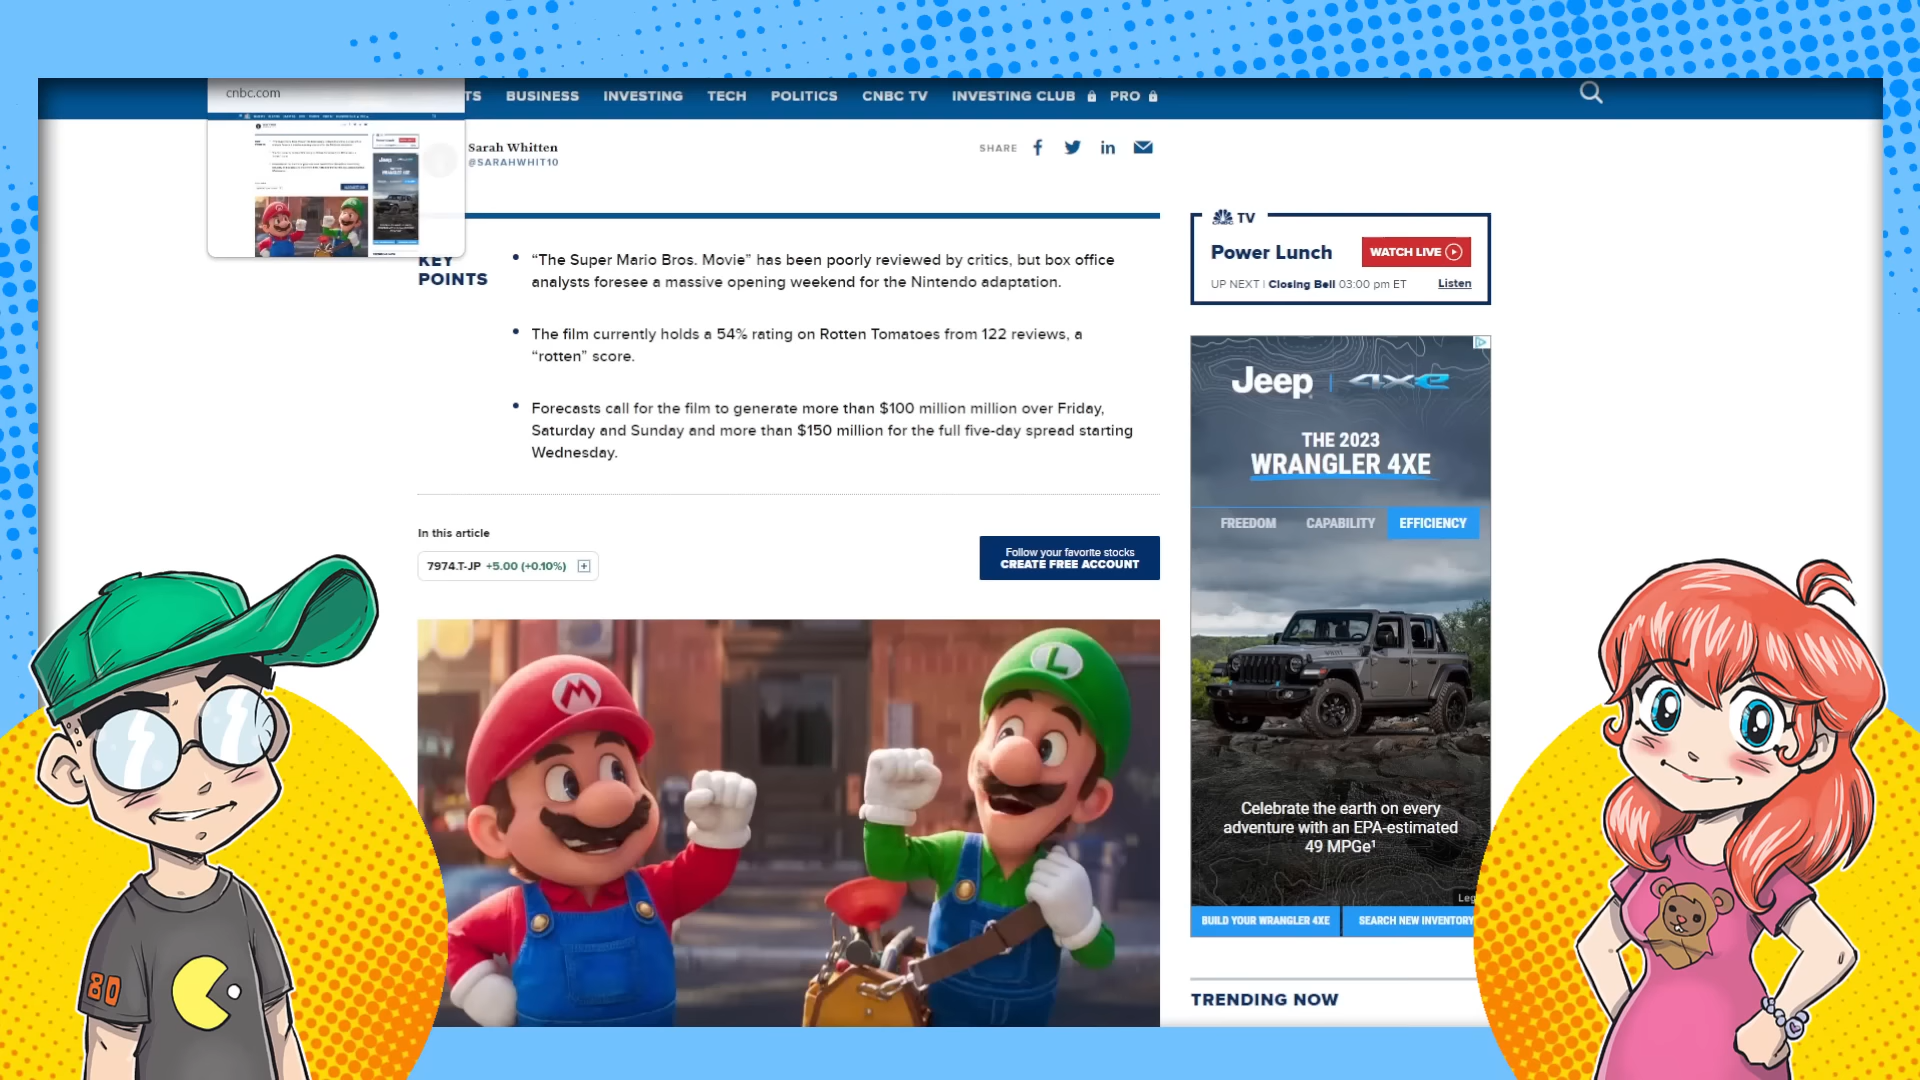 cnbc.com
TS BUSINESS INVESTING TECH POLITICS CNBC TV INVESTING CLUB PRO
Sarah Whitten
@SARAHWHIT10
SHARE
KEY
POINTS
“The Super Mario Bros. Movie” has been poorly reviewed by critics, but box office
analysts foresee a massive opening weekend for the Nintendo adaptation.
The film currently holds a 54% rating on Rotten Tomatoes from 122 reviews, a
“rotten” score.
Forecasts call for the film to generate more than $100 million million over Friday,
Saturday and Sunday and more than $150 million for the full five-day spread starting
Wednesday.
In this article
7974.T-JP +5.00 (+0.10%)
Follow your favorite stocks
CREATE FREE ACCOUNT
M
L
CNBC TV
Power Lunch
WATCH LIVE
UP NEXT | Closing Bell 03:00 pm ET
Listen
Jeep | 4xe
THE 2023
WRANGLER 4XE
FREEDOM CAPABILITY EFFICIENCY
Celebrate the earth on every
adventure with an EPA-estimated
49 MPGe¹
Leg
BUILD YOUR WRANGLER 4XE SEARCH NEW INVENTORY
TRENDING NOW
80